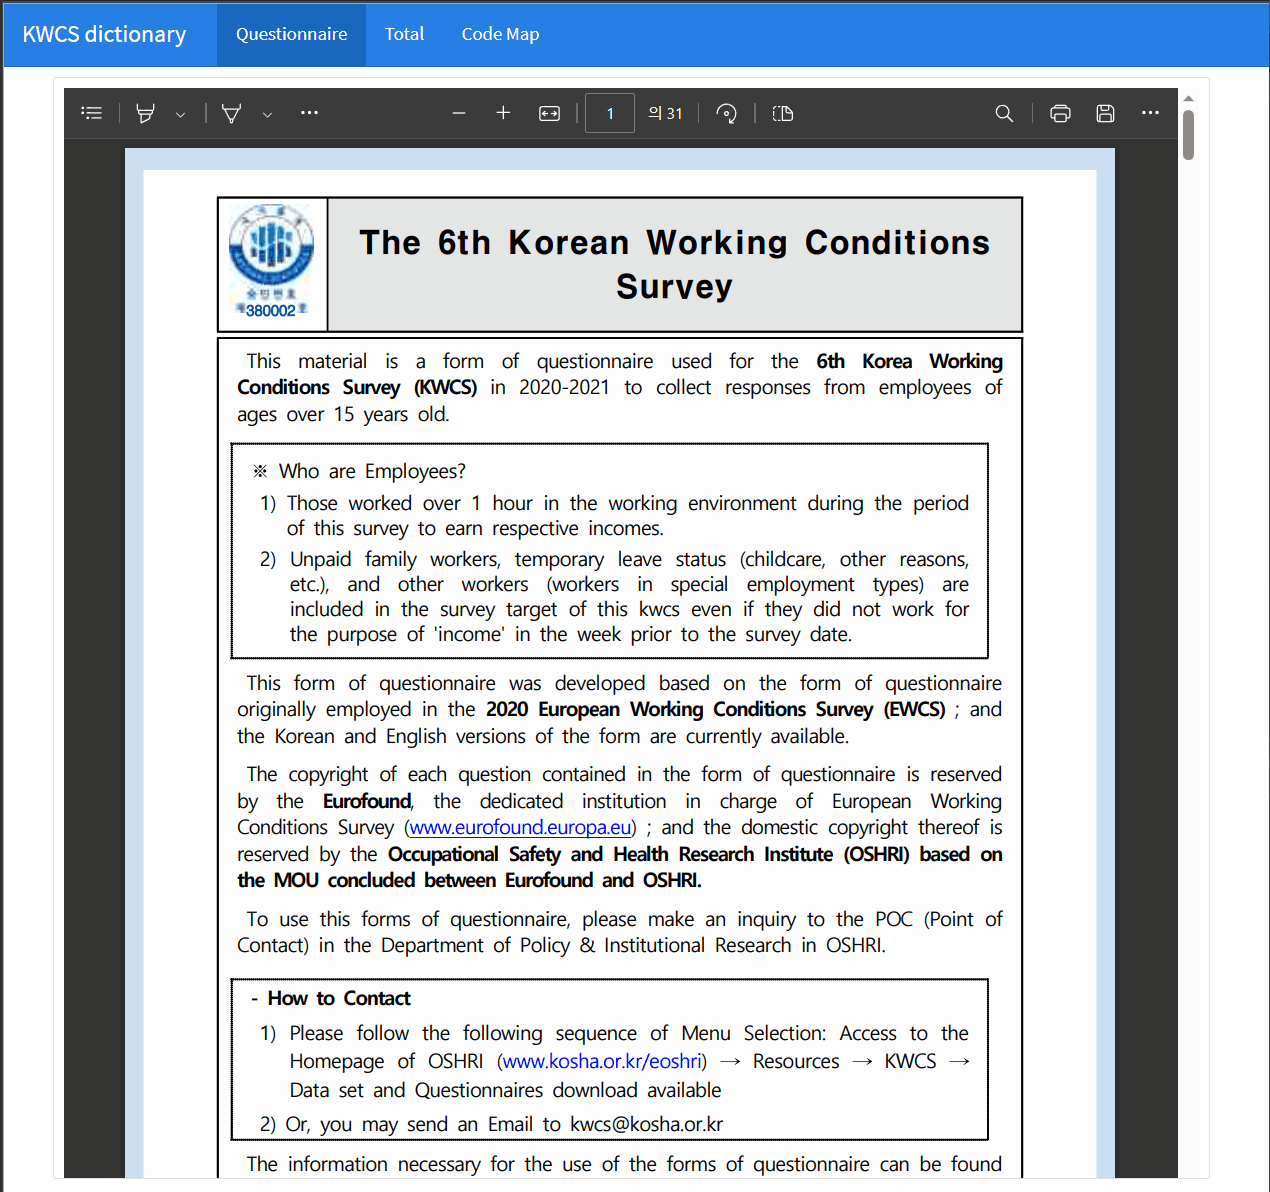 KWCS dictionary Questionnaire Total Code Map
1 의 31
The 6th Korean Working Conditions
Survey
승인번호
제380002호
This material is a form of questionnaire used for the 6th Korea Working
Conditions Survey (KWCS) in 2020-2021 to collect responses from employees of
ages over 15 years old.
※ Who are Employees?
1) Those worked over 1 hour in the working environment during the period
of this survey to earn respective incomes.
2) Unpaid family workers, temporary leave status (childcare, other reasons,
etc.), and other workers (workers in special employment types) are
included in the survey target of this kwcs even if they did not work for
the purpose of 'income' in the week prior to the survey date.
This form of questionnaire was developed based on the form of questionnaire
originally employed in the 2020 European Working Conditions Survey (EWCS) ; and
the Korean and English versions of the form are currently available.
The copyright of each question contained in the form of questionnaire is reserved
by the Eurofound, the dedicated institution in charge of European Working
Conditions Survey (www.eurofound.europa.eu) ; and the domestic copyright thereof is
reserved by the Occupational Safety and Health Research Institute (OSHRI) based on
the MOU concluded between Eurofound and OSHRI.
To use this forms of questionnaire, please make an inquiry to the POC (Point of
Contact) in the Department of Policy & Institutional Research in OSHRI.
- How to Contact
1) Please follow the following sequence of Menu Selection: Access to the
Homepage of OSHRI (www.kosha.or.kr/eoshri) → Resources → KWCS →
Data set and Questionnaires download available
2) Or, you may send an Email to kwcs@kosha.or.kr
The information necessary for the use of the forms of questionnaire can be found